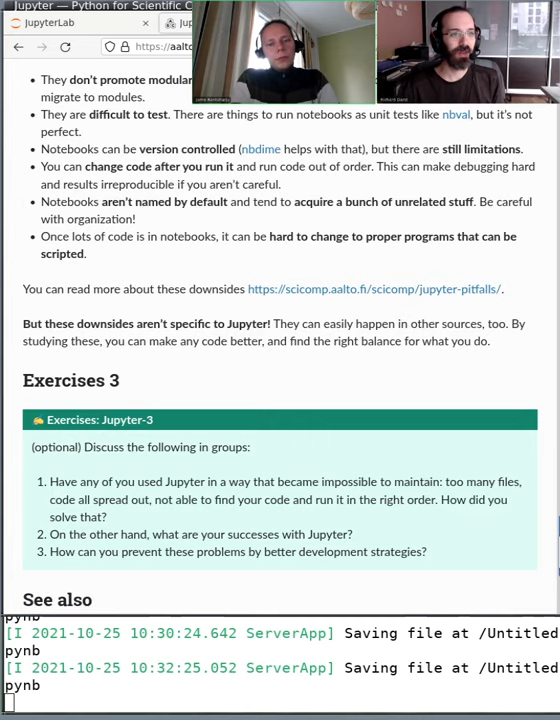 Jupyter — Python for Scientific C
JupyterLab
Jup
https://aalto
They don't promote modular
migrate to modules.
They are difficult to test. There are things to run notebooks as unit tests like nbval, but it's not
perfect.
Notebooks can be version controlled (nbdime helps with that), but there are still limitations.
You can change code after you run it and run code out of order. This can make debugging hard
and results irreproducible if you aren't careful.
Notebooks aren't named by default and tend to acquire a bunch of unrelated stuff. Be careful
with organization!
Once lots of code is in notebooks, it can be hard to change to proper programs that can be
scripted.
You can read more about these downsides https://scicomp.aalto.fi/scicomp/jupyter-pitfalls/.
But these downsides aren't specific to Jupyter! They can easily happen in other sources, too. By
studying these, you can make any code better, and find the right balance for what you do.
Exercises 3
✍ Exercises: Jupyter-3
(optional) Discuss the following in groups:
1. Have any of you used Jupyter in a way that became impossible to maintain: too many files,
code all spread out, not able to find your code and run it in the right order. How did you
solve that?
2. On the other hand, what are your successes with Jupyter?
3. How can you prevent these problems by better development strategies?
See also
pynb
[I 2021-10-25 10:30:24.642 ServerApp] Saving file at /Untitled
pynb
[I 2021-10-25 10:32:25.052 ServerApp] Saving file at /Untitled
pynb